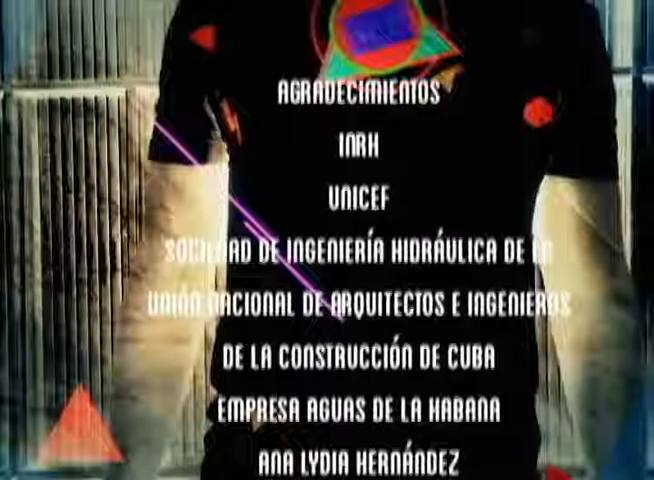 AGRADECIMIENTOS
INRH
UNICEF
SOCIEDAD DE INGENIERÍA HIDRÁULICA DE LA
UNIÓN NACIONAL DE ARQUITECTOS E INGENIEROS
DE LA CONSTRUCCIÓN DE CUBA
EMPRESA AGUAS DE LA HABANA
ANA LYDIA HERNÁNDEZ